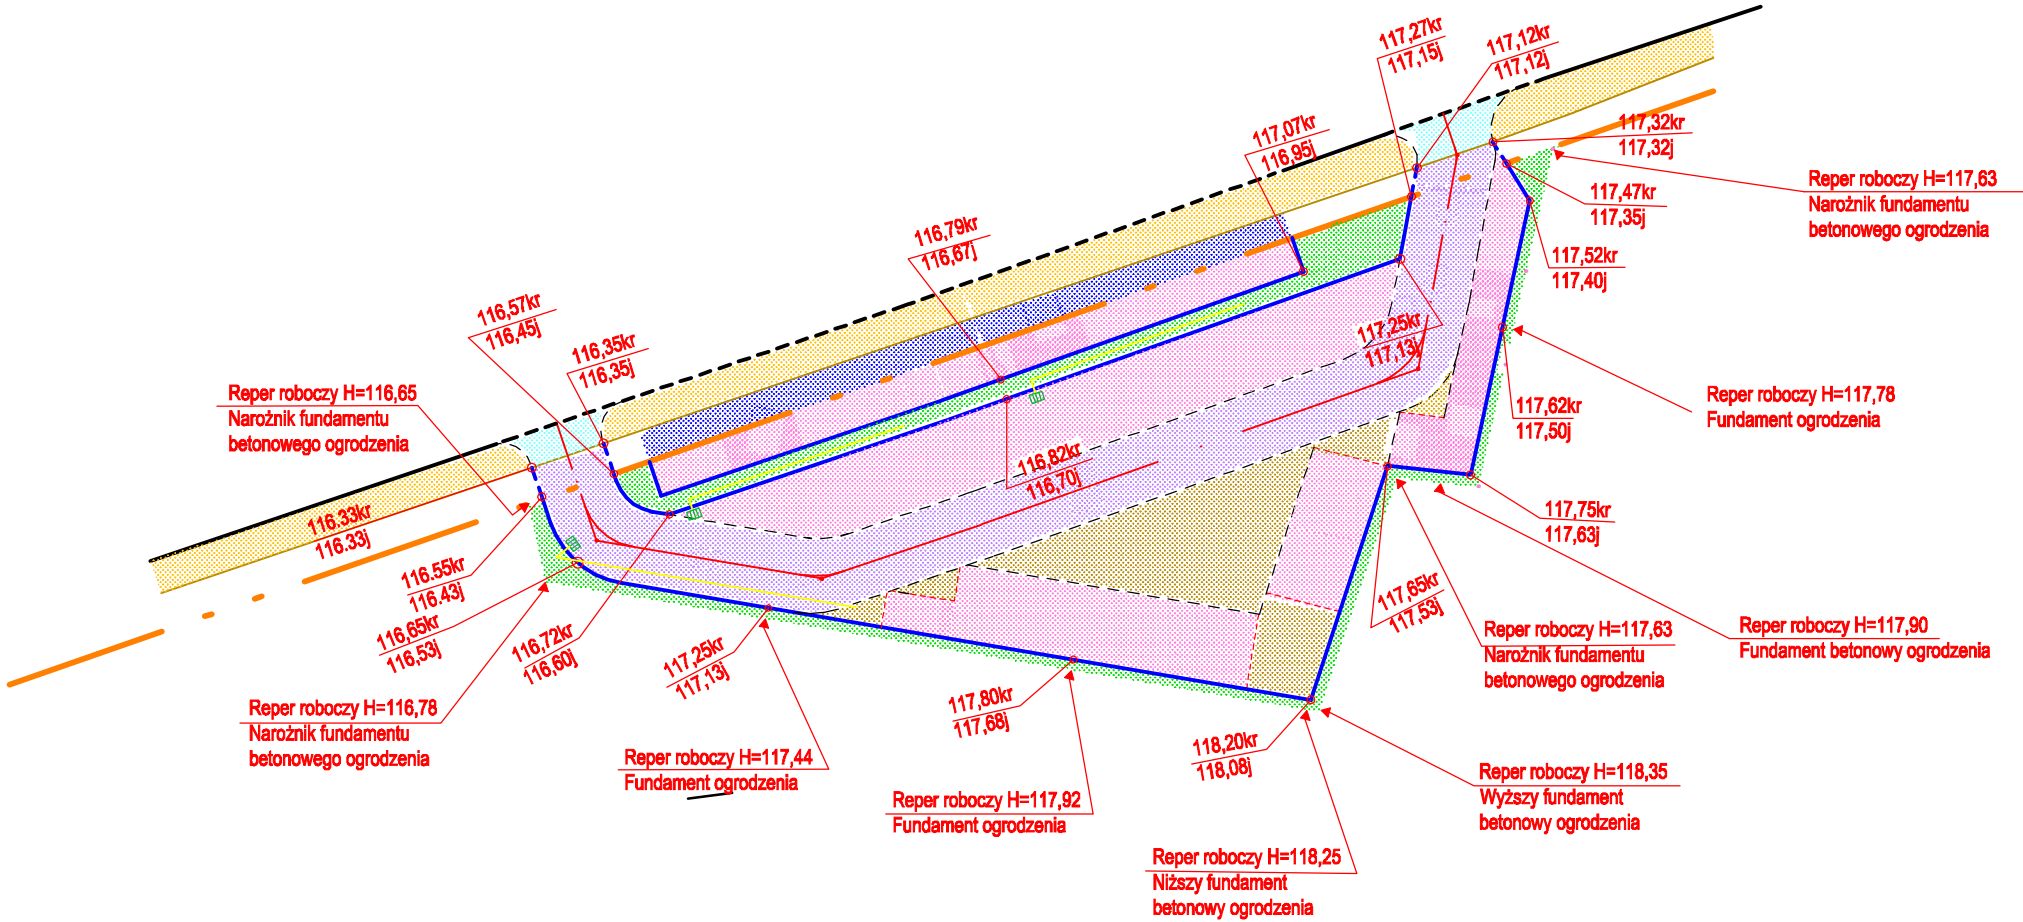 117,27kr
117,15j
117,12kr
117,12j
117,07kr
116,95j
117,32kr
117,32j
Reper roboczy H=117,63
Narożnik fundamentu
betonowego ogrodzenia
117,47kr
117,35j
116,79kr
116,67j
117,52kr
117,40j
116,57kr
116,45j
116,35kr
116,35j
117,25kr
117,13j
Reper roboczy H=116,65
Narożnik fundamentu
betonowego ogrodzenia
Reper roboczy H=117,78
Fundament ogrodzenia
117,62kr
117,50j
116,82kr
116,70j
116.33kr
116.33j
117,75kr
117,63j
116.55kr
116.43j
117,65kr
117,53j
116,65kr
116,53j
116,72kr
116,60j
117,25kr
117,13j
Reper roboczy H=117,63
Narożnik fundamentu
betonowego ogrodzenia
Reper roboczy H=117,90
Fundament betonowy ogrodzenia
117,80kr
117,68j
Reper roboczy H=116,78
Narożnik fundamentu
betonowego ogrodzenia
118,20kr
118,08j
Reper roboczy H=117,44
Fundament ogrodzenia
Reper roboczy H=118,35
Wyższy fundament
betonowy ogrodzenia
Reper roboczy H=117,92
Fundament ogrodzenia
Reper roboczy H=118,25
Niższy fundament
betonowy ogrodzenia